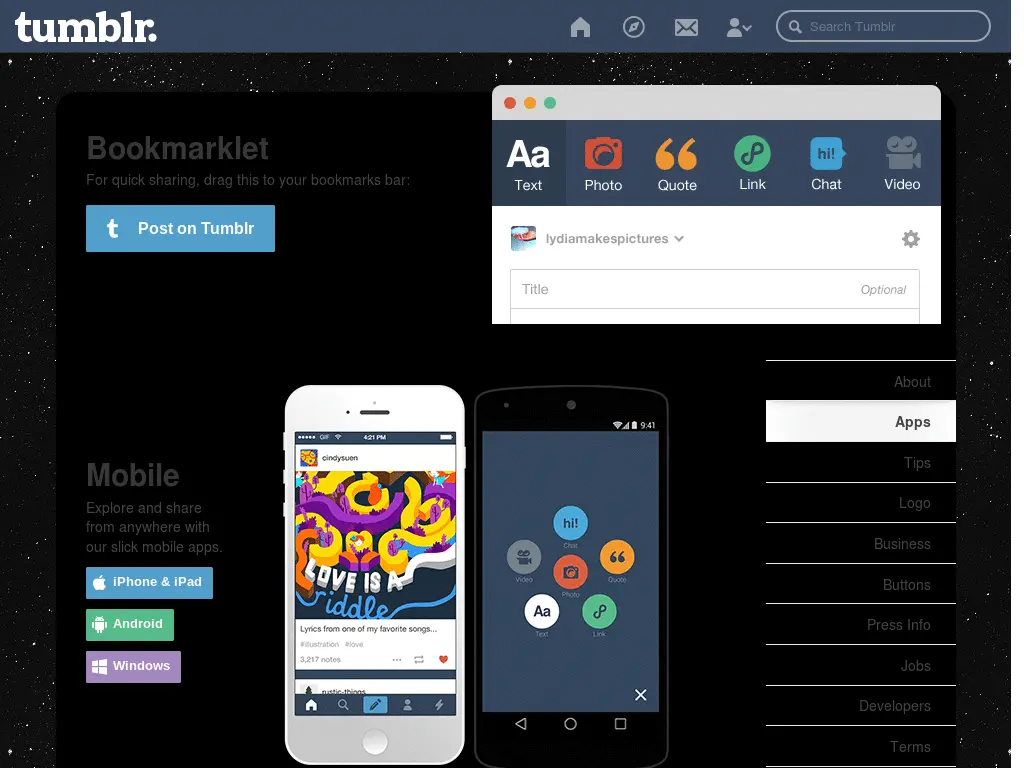 tumblr.
Search Tumblr
Bookmarklet
For quick sharing, drag this to your bookmarks bar:
t Post on Tumblr
Aa
hi!
Text Photo Quote Link Chat Video
lydiamakespictures
Title Optional
Mobile
Explore and share
from anywhere with
our slick mobile apps.
iPhone & iPad
Android
Windows
GIF 4:21 PM
cindysuen
LOVE IS A
riddle
Lyrics from one of my favorite songs...
#illustration #love
3,217 notes
rustic-things
9:41
hi!
Chat
Video
Quote
Photo
Aa
Text
Link
About
Apps
Tips
Logo
Business
Buttons
Press Info
Jobs
Developers
Terms